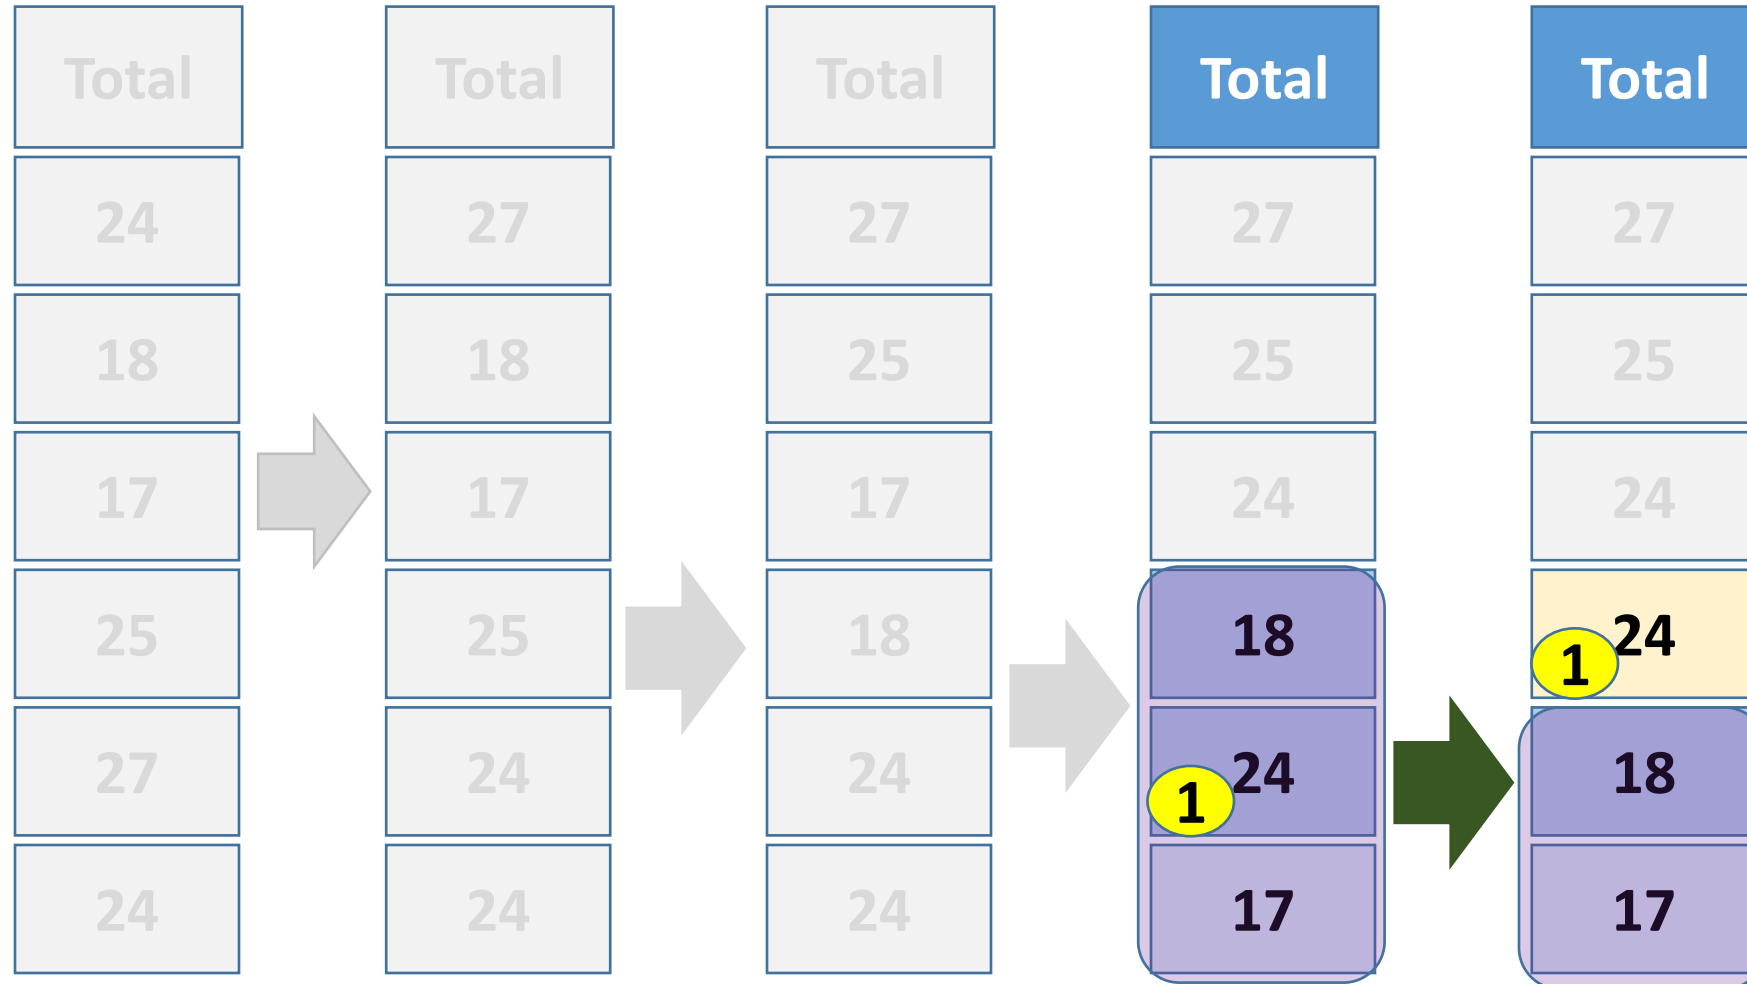 Total Total Total Total Total
24 27 27 27 27
18 18 25 25 25
17 17 17 24 24
25 25 18 18 24
1
27 24 24 24 18
1
24 24 24 17 17